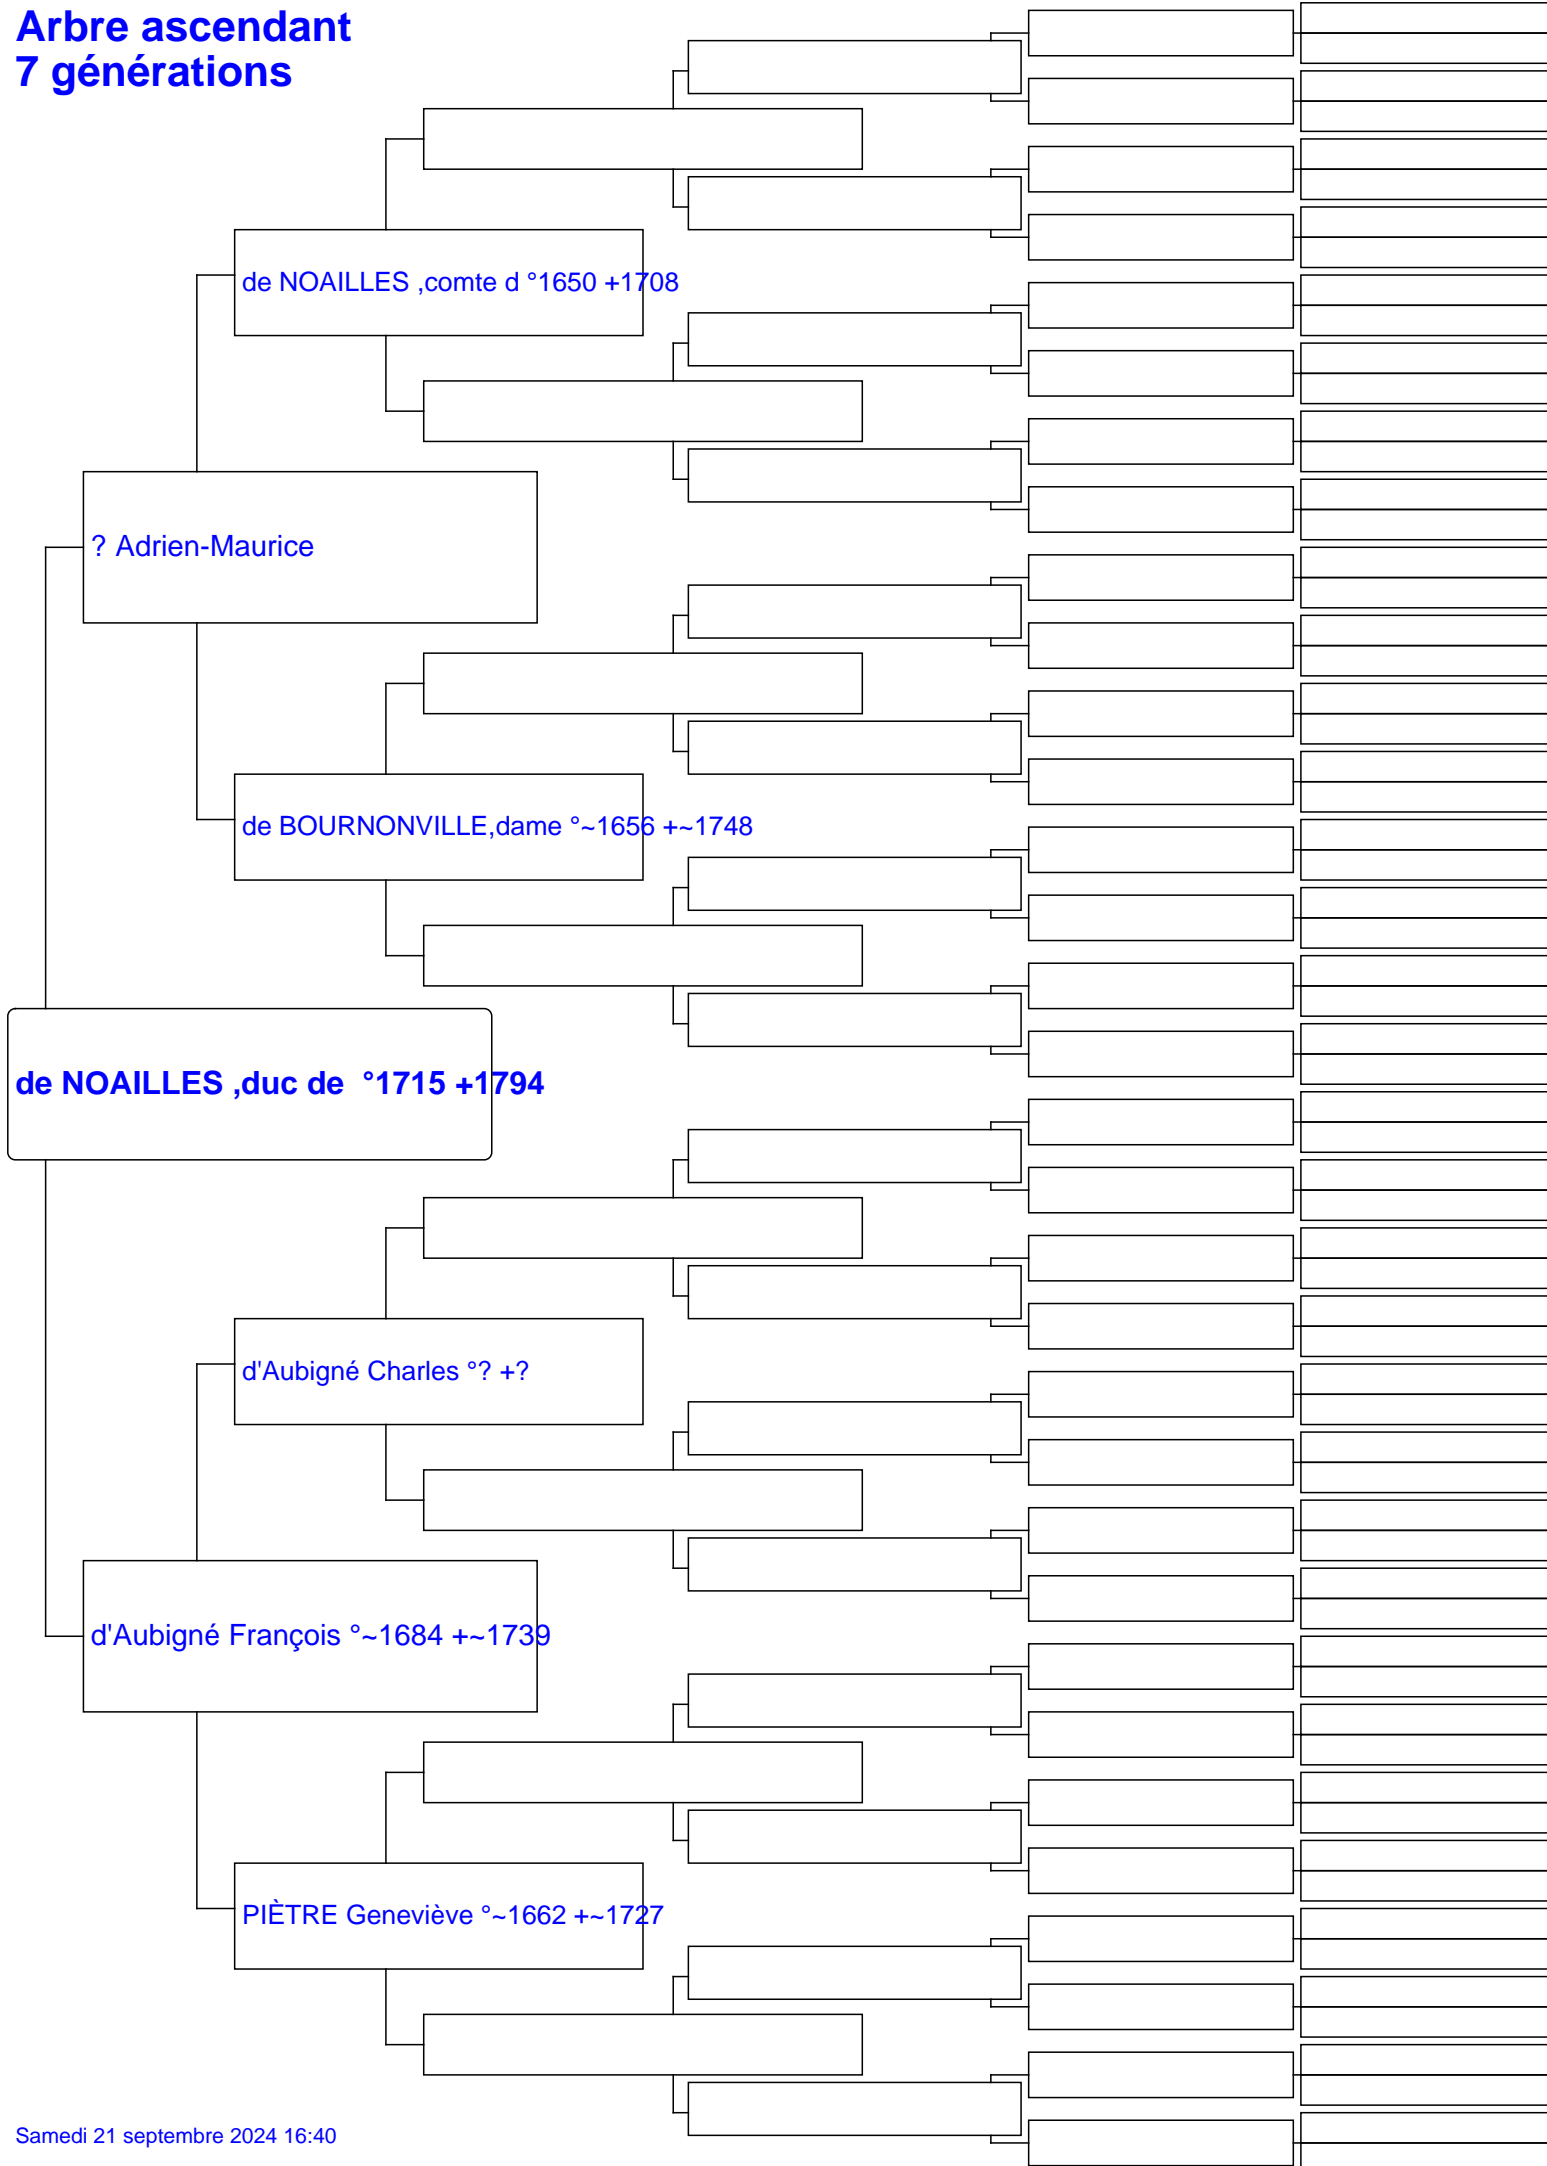 Arbre ascendant
7 générations
de NOAILLES ,comte d °1650 +1708
? Adrien-Maurice
de BOURNONVILLE,dame °~1656 +~1748
de NOAILLES ,duc de  °1715 +1794
d'Aubigné Charles °? +?
d'Aubigné François °~1684 +~1739
PIÈTRE Geneviève °~1662 +~1727
Samedi 21 septembre 2024 16:40